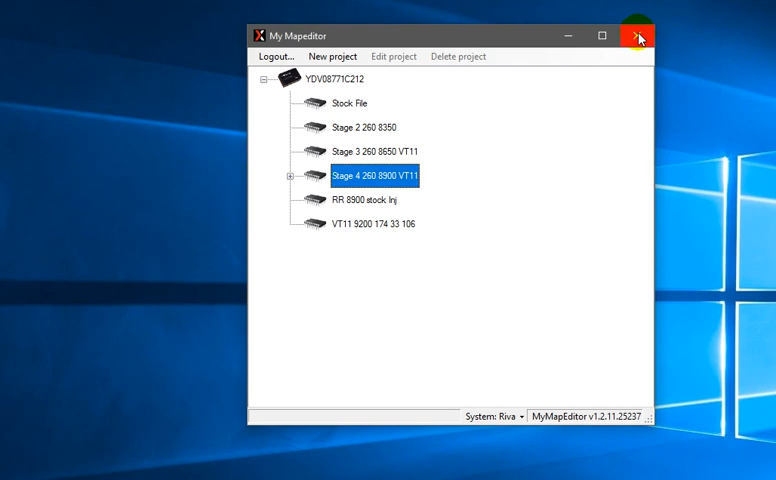 My Mapeditor
Logout... New project Edit project Delete project
YDV08771C212
Stock File
Stage 2 260 8350
Stage 3 260 8650 VT11
Stage 4 260 8900 VT11
RR 8900 stock Inj
VT11 9200 174 33 106
System: Riva MyMapEditor v1.2.11.25237